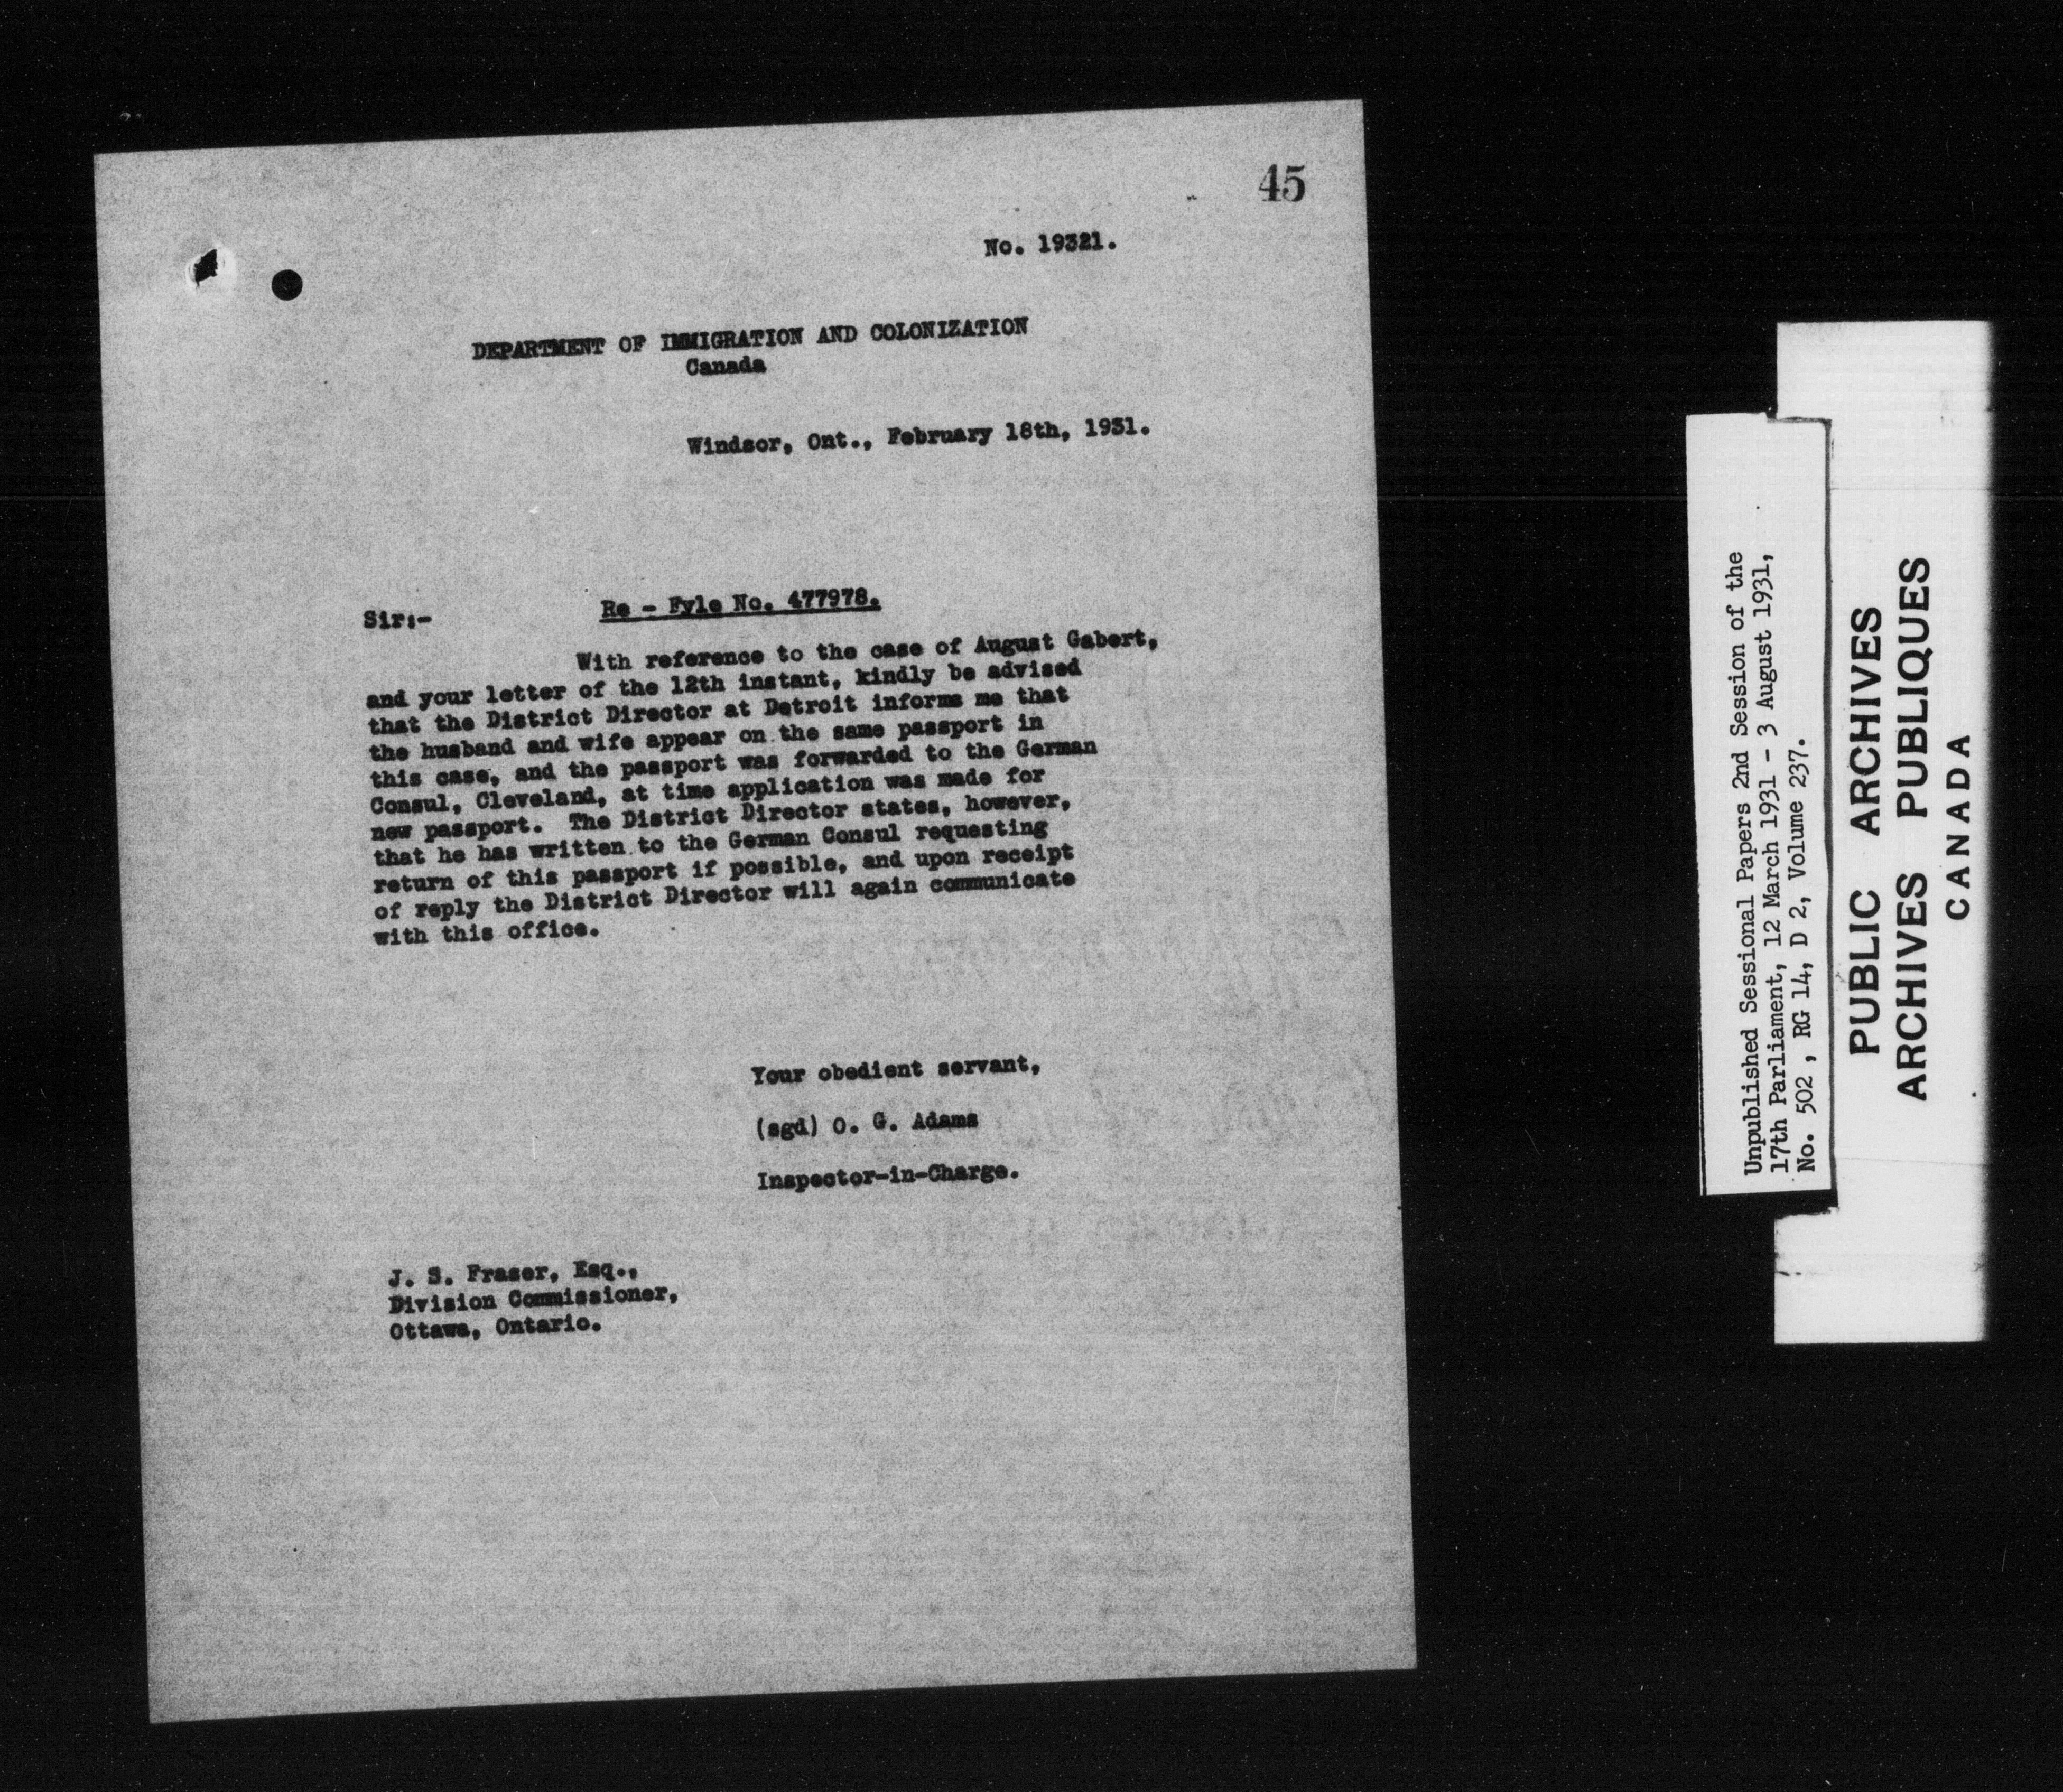 45
No. 19321.
DEPARTMENT OF IMMIGRATION AND COLONIZATION
Canada
Windsor, Ont., February 18th, 1931.
Sir:- Re - Fyle No. 477978.
With reference to the case of August Gabert,
and your letter of the 12th instant, kindly be advised
that the District Director at Detroit informs me that
the husband and wife appear on the same passport in
this case, and the passport was forwarded to the German
Consul, Cleveland, at time application was made for
new passport. The District Director states, however,
that he has written to the German Consul requesting
return of this passport if possible, and upon receipt
of reply the District Director will again communicate
with this office.
Your obedient servant,
(sgd) O. G. Adams
Inspector-in-Charge.
J. S. Fraser, Esq.,
Division Commissioner,
Ottawa, Ontario.
Unpublished Sessional Papers 2nd Session of the
17th Parliament, 12 March 1931 - 3 August 1931,
No. 502, RG 14, D 2, Volume 237.
PUBLIC ARCHIVES
ARCHIVES PUBLIQUES
CANADA